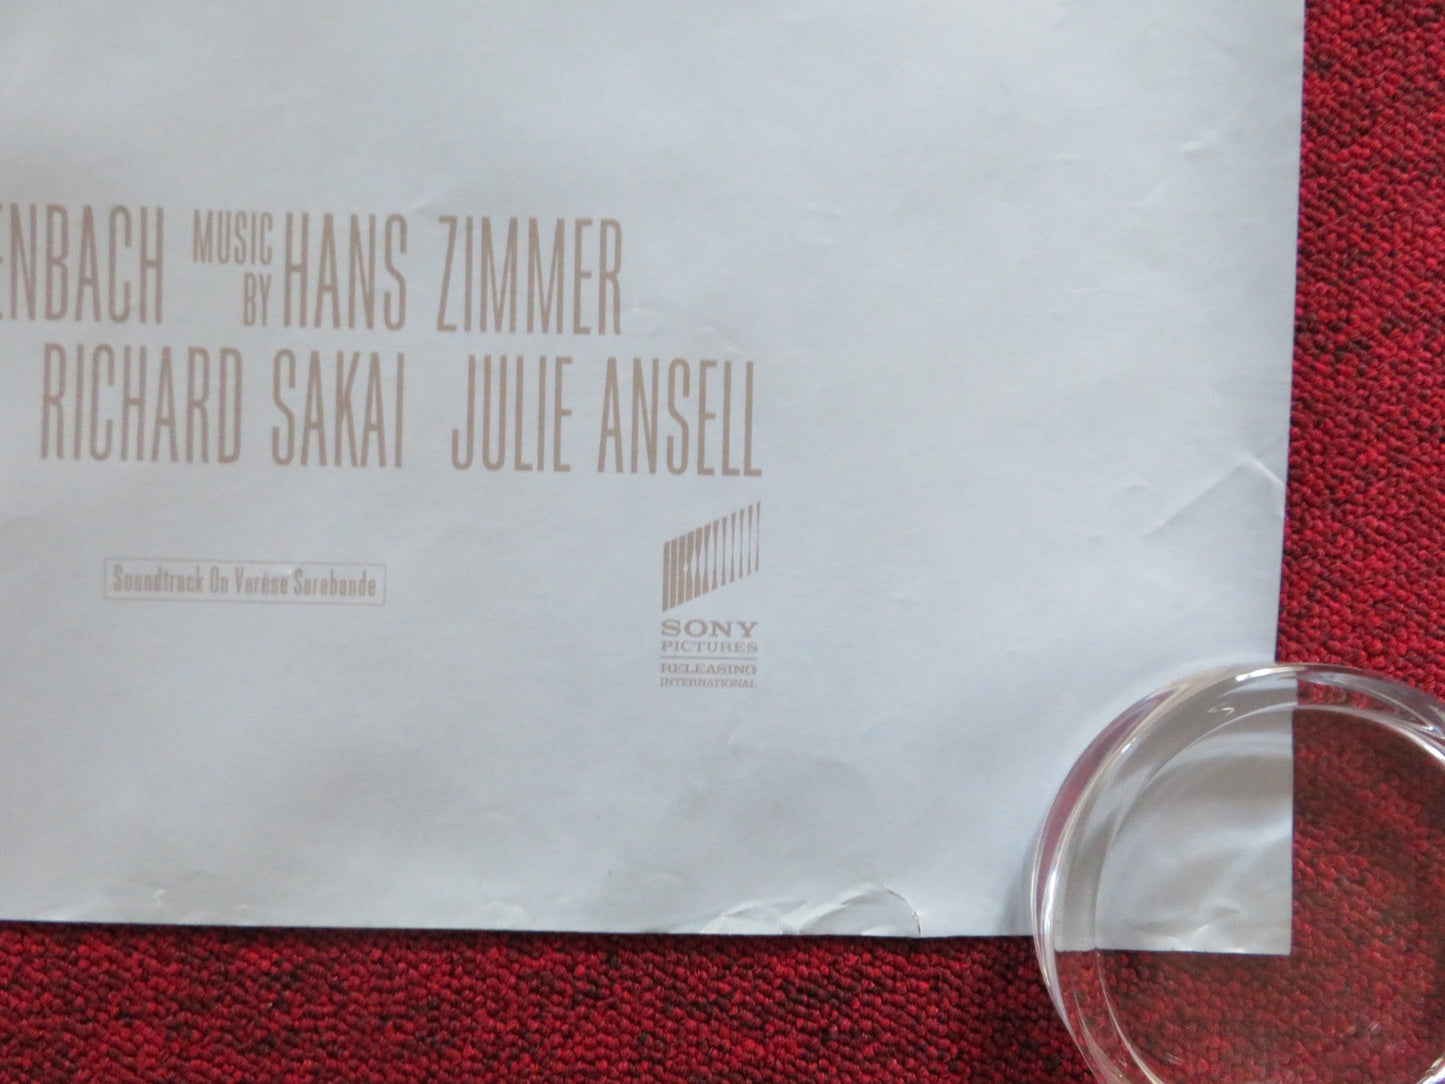 ENBACH MUSIC BY HANS ZIMMER
RICHARD SAKAI JULIE ANSELL
Soundtrack On Varèse Sarabande
SONY
PICTURES
RELEASING
INTERNATIONAL